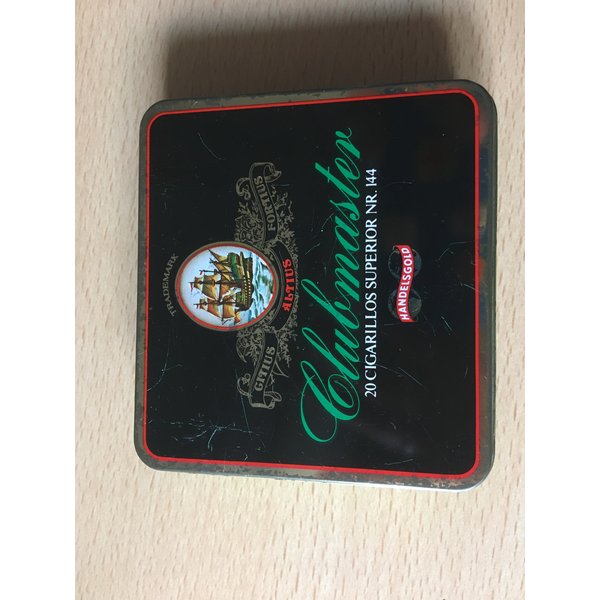 TRADEMARK
CITIUS ALTIUS FORTIUS
Clubmaster
20 CIGARILLOS SUPERIOR NR. 144
HANDELSGOLD